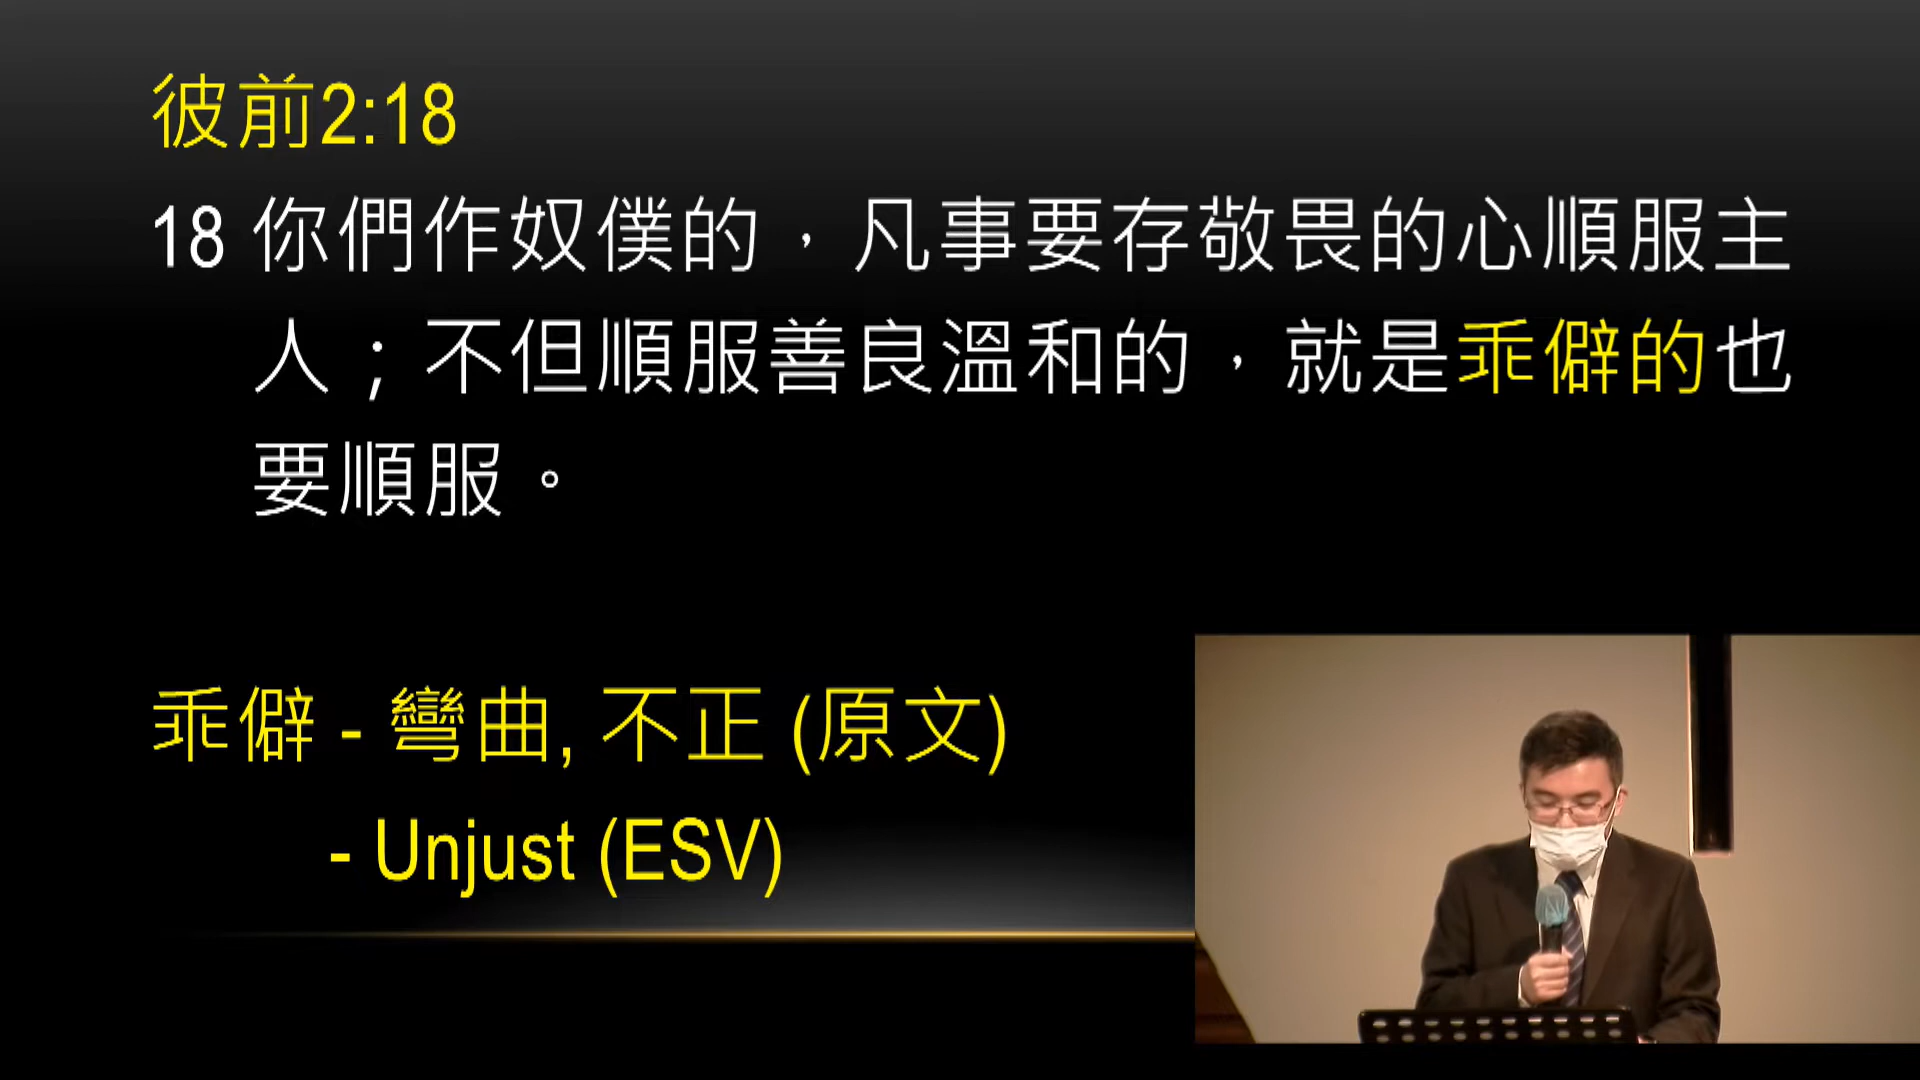 彼前2:18
18 你們作奴僕的，凡事要存敬畏的心順服主
人；不但順服善良溫和的，就是乖僻的也
要順服。
乖僻 - 彎曲, 不正 (原文)
- Unjust (ESV)